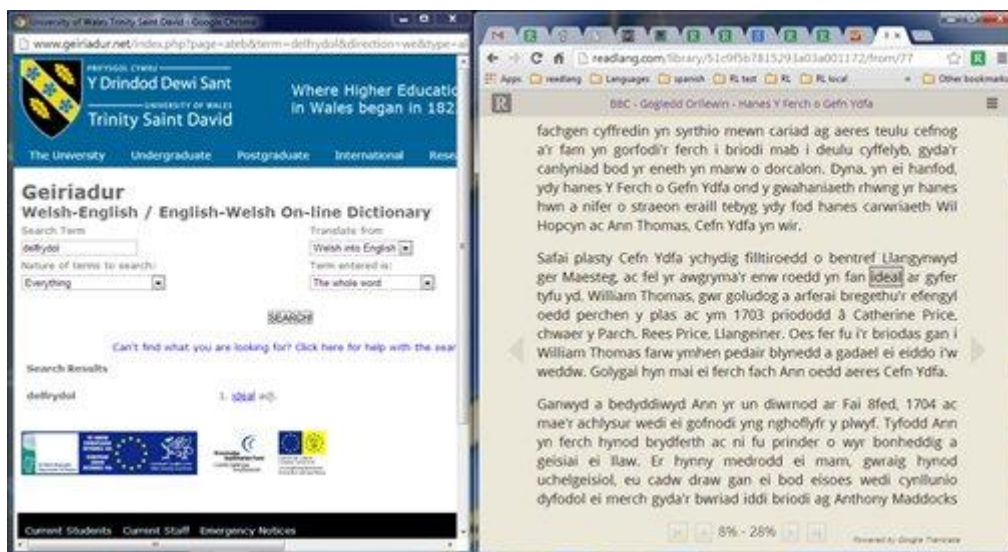 University of Wales Trinity Saint David - Google Chrome
www.geiriadur.net/index.php?page=ateb&term=delfrydol&direction=we&type=all
PRIFYSGOL CYMRU
Y Drindod Dewi Sant
UNIVERSITY OF WALES
Trinity Saint David
Where Higher Educatio
in Wales began in 182
The University Undergraduate Postgraduate International Resea
Geiriadur
Welsh-English / English-Welsh On-line Dictionary
Search Term
Translate from
delfrydol
Welsh into English
Nature of terms to search:
Term entered is:
Everything
The whole word
SEARCH!
Can't find what you are looking for? Click here for help with the sear
Search Results
delfrydol 1. ideal adj.
Current Students Current Staff Emergency Notices
readlang.com/library/51c9f5b7815293a03a001172/from/77
Apps readlang Languages spanish RL test RL RL local » Other bookmarks
R BBC - Gogledd Orllewin - Hanes Y Ferch o Gefn Ydfa
fachgen cyffredin yn syrthio mewn cariad ag aeres teulu cefnog
a'r fam yn gorfodi'r ferch i briodi mab i deulu cyffelyb, gyda'r
canlyniad bod yr eneth yn marw o dorcalon. Dyna, yn ei hanfod,
ydy hanes Y Ferch o Gefn Ydfa ond y gwahaniaeth rhwng yr hanes
hwn a nifer o straeon eraill tebyg ydy fod hanes carwriaeth Wil
Hopcyn ac Ann Thomas, Cefn Ydfa yn wir.
Safai plasty Cefn Ydfa ychydig filltiroedd o bentref Llangynwyd
ger Maesteg, ac fel yr awgryma'r enw roedd yn fan ideal ar gyfer
tyfu yd. William Thomas, gwr goludog a arferai bregethu'r efengyl
oedd perchen y plas ac ym 1703 priododd â Catherine Price,
chwaer y Parch. Rees Price, Llangeiner. Oes fer fu i'r briodas gan i
William Thomas farw ymhen pedair blynedd a gadael ei eiddo i'w
weddw. Golygai hyn mai ei ferch fach Ann oedd aeres Cefn Ydfa.
Ganwyd a bedyddiwyd Ann yr un diwrnod ar Fai 8fed, 1704 ac
mae'r achlysur wedi ei gofnodi yng nghoflyfr y plwyf. Tyfodd Ann
yn ferch hynod brydferth ac ni fu prinder o wyr bonheddig a
geisiai ei llaw. Er hynny medrodd ei mam, gwraig hynod
uchelgeisiol, eu cadw draw gan ei bod eisoes wedi cynllunio
dyfodol ei merch gyda'r bwriad iddi briodi ag Anthony Maddocks
8% - 28%
Powered by Google Translate